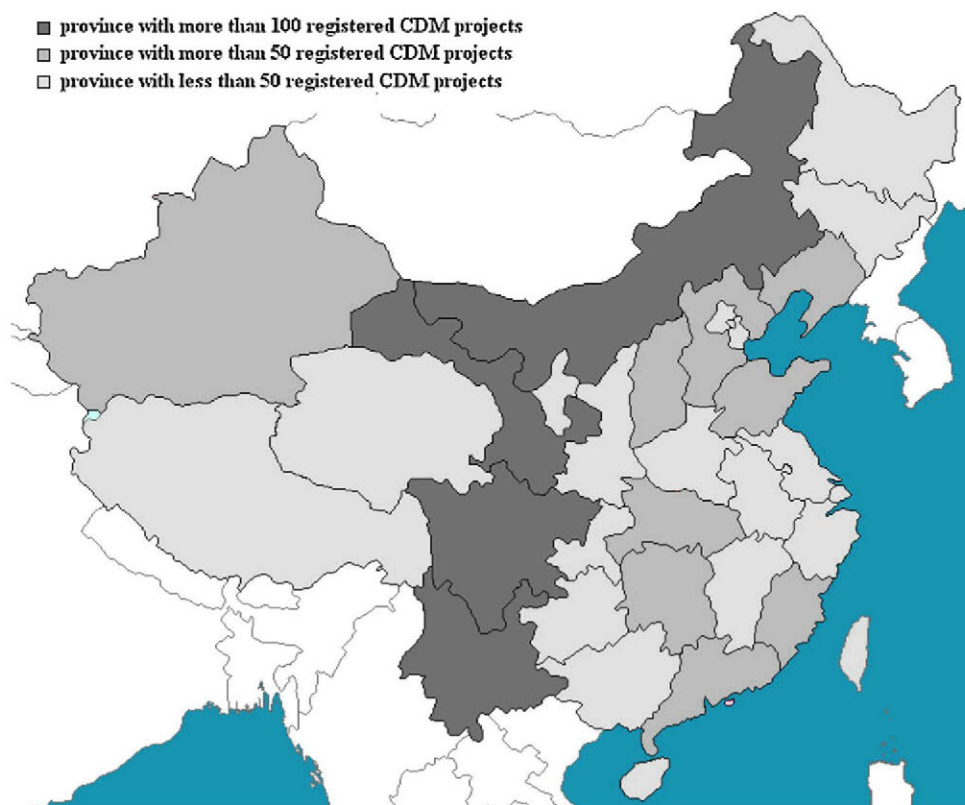 province with more than 100 registered CDM projects
province with more than 50 registered CDM projects
province with less than 50 registered CDM projects